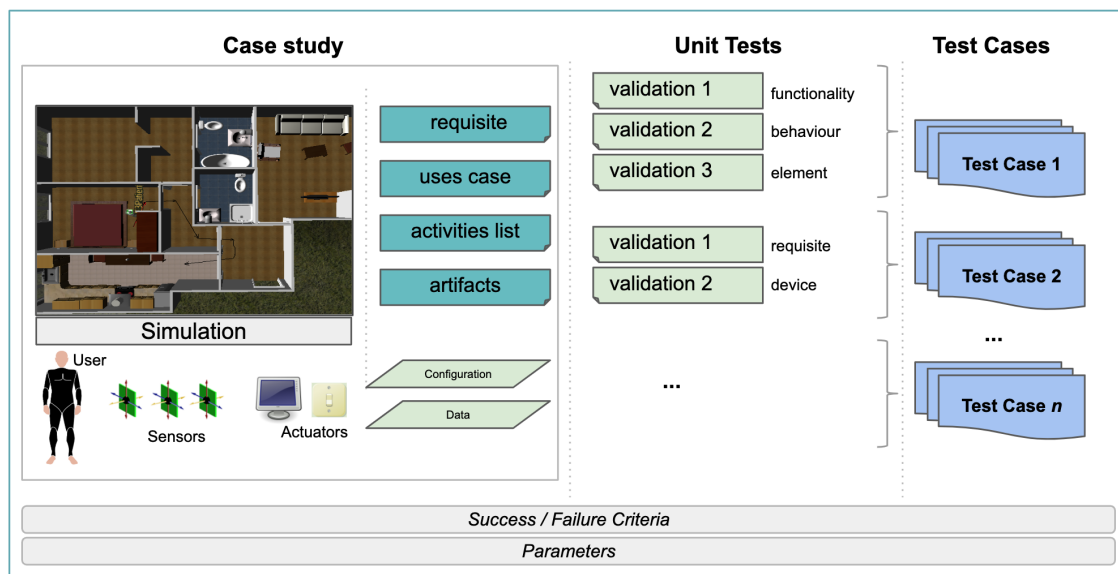 Case study
Unit Tests
Test Cases
requisite
uses case
activities list
artifacts
Simulation
User
Sensors
Actuators
Configuration
Data
validation 1
functionality
validation 2
behaviour
validation 3
element
validation 1
requisite
validation 2
device
...
Test Case 1
Test Case 2
...
Test Case n
Success / Failure Criteria
Parameters